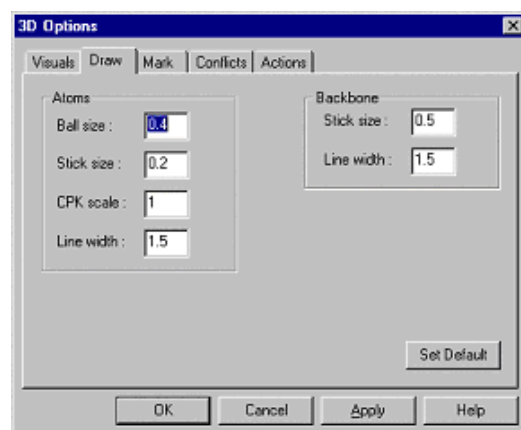 3D Options
Visuals Draw Mark Conflicts Actions
Atoms
Ball size : 0.4
Stick size : 0.2
CPK scale : 1
Line width : 1.5
Backbone
Stick size : 0.5
Line width : 1.5
Set Default
OK Cancel Apply Help